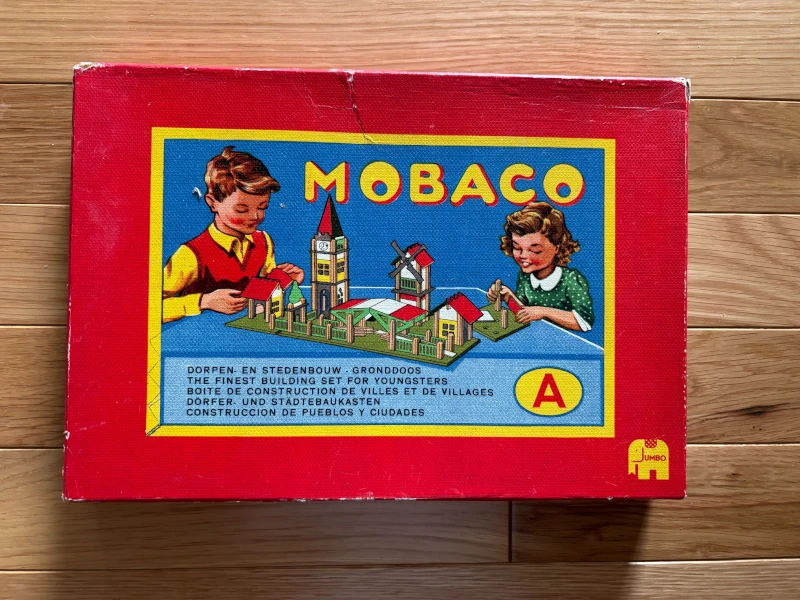 MOBACO
DORPEN- EN STEDENBOUW - GRONDDOOS
THE FINEST BUILDING SET FOR YOUNGSTERS
BOITE DE CONSTRUCTION DE VILLES ET DE VILLAGES
DÖRFER- UND STÄDTEBAUKASTEN
CONSTRUCCION DE PUEBLOS Y CIUDADES
A
JUMBO